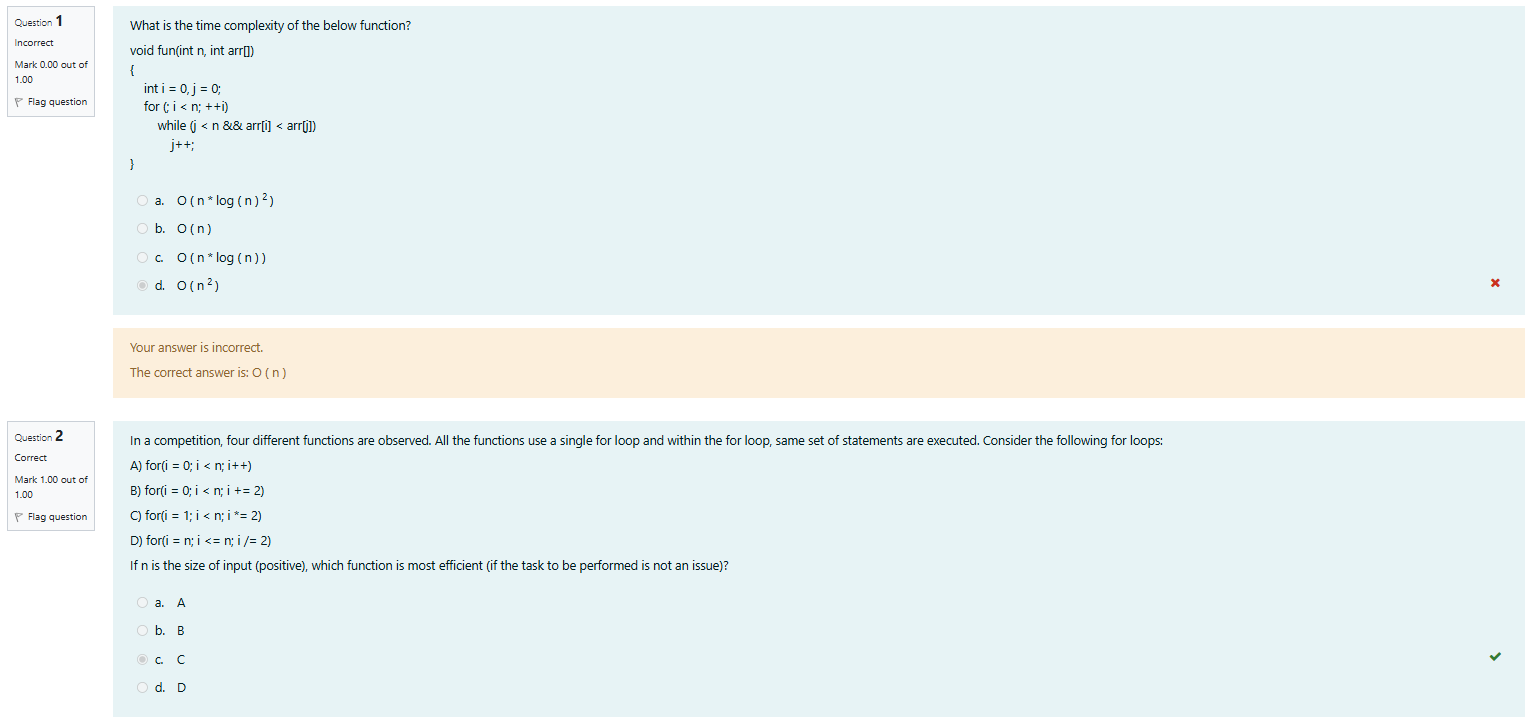 Question 1
Incorrect
Mark 0.00 out of
1.00
Flag question
What is the time complexity of the below function?
void fun(int n, int arr[])
{
int i = 0, j = 0;
for (; i < n; ++i)
while (j < n && arr[i] < arr[j])
j++;
}
a. O ( n * log ( n ) ²)
b. O ( n )
c. O ( n * log ( n ) )
d. O ( n ²)
Your answer is incorrect.
The correct answer is: O ( n )
Question 2
Correct
Mark 1.00 out of
1.00
Flag question
In a competition, four different functions are observed. All the functions use a single for loop and within the for loop, same set of statements are executed. Consider the following for loops:
A) for(i = 0; i < n; i++)
B) for(i = 0; i < n; i += 2)
C) for(i = 1; i < n; i *= 2)
D) for(i = n; i <= n; i /= 2)
If n is the size of input (positive), which function is most efficient (if the task to be performed is not an issue)?
a. A
b. B
c. C
d. D